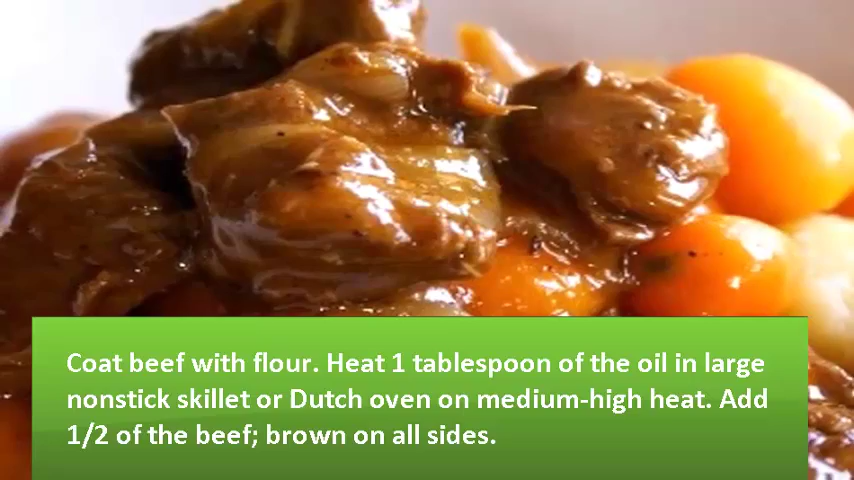 Coat beef with flour. Heat 1 tablespoon of the oil in large
nonstick skillet or Dutch oven on medium-high heat. Add
1/2 of the beef; brown on all sides.